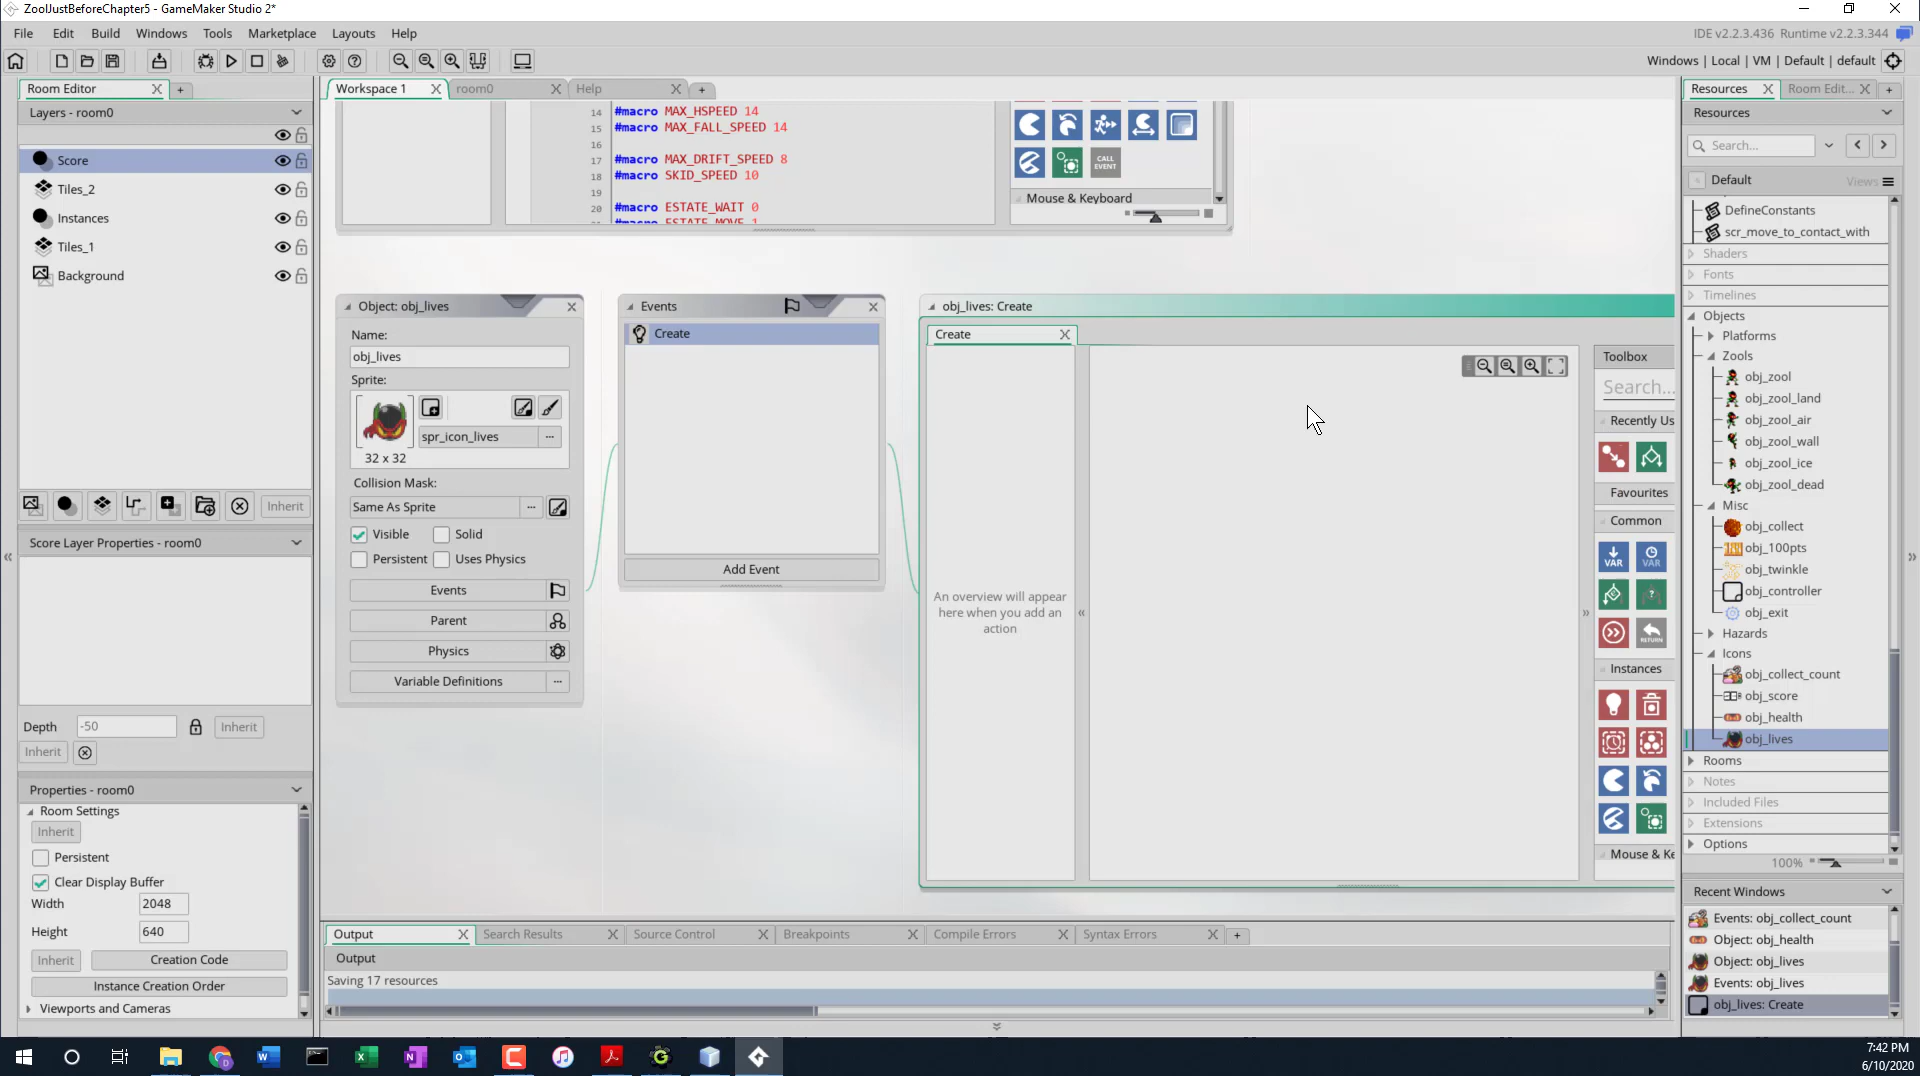 ZoolJustBeforeChapter5 - GameMaker Studio 2*
File Edit Build Windows Tools Marketplace Layouts Help
IDE v2.2.3.436 Runtime v2.2.3.344
Windows | Local | VM | Default | default
Room Editor
Layers - room0
Score
Tiles_2
Instances
Tiles_1
Background
Inherit
Score Layer Properties - room0
Depth -50 Inherit
Inherit
Properties - room0
Room Settings
Inherit
Persistent
Clear Display Buffer
Width 2048
Height 640
Inherit Creation Code
Instance Creation Order
Viewports and Cameras
Workspace 1 room0 Help
14 #macro MAX_HSPEED 14
15 #macro MAX_FALL_SPEED 14
16
17 #macro MAX_DRIFT_SPEED 8
18 #macro SKID_SPEED 10
19
20 #macro ESTATE_WAIT 0
#macro ESTATE_MOVE 1
CALL EVENT
Mouse & Keyboard
Object: obj_lives
Name:
obj_lives
Sprite:
spr_icon_lives
32 x 32
Collision Mask:
Same As Sprite
Visible Solid
Persistent Uses Physics
Events
Parent
Physics
Variable Definitions
Events
Create
Add Event
obj_lives: Create
Create
An overview will appear
here when you add an
action
Toolbox
Search...
Recently Us
Favourites
Common
VAR VAR
RETURN
Instances
Mouse & Ke
Output Search Results Source Control Breakpoints Compile Errors Syntax Errors
Output
Saving 17 resources
Resources Room Edit...
Resources
Search...
Default Views
DefineConstants
scr_move_to_contact_with
Shaders
Fonts
Timelines
Objects
Platforms
Zools
obj_zool
obj_zool_land
obj_zool_air
obj_zool_wall
obj_zool_ice
obj_zool_dead
Misc
obj_collect
obj_100pts
obj_twinkle
obj_controller
obj_exit
Hazards
Icons
obj_collect_count
obj_score
obj_health
obj_lives
Rooms
Notes
Included Files
Extensions
Options
100%
Recent Windows
Events: obj_collect_count
Object: obj_health
Object: obj_lives
Events: obj_lives
obj_lives: Create
7:42 PM
6/10/2020